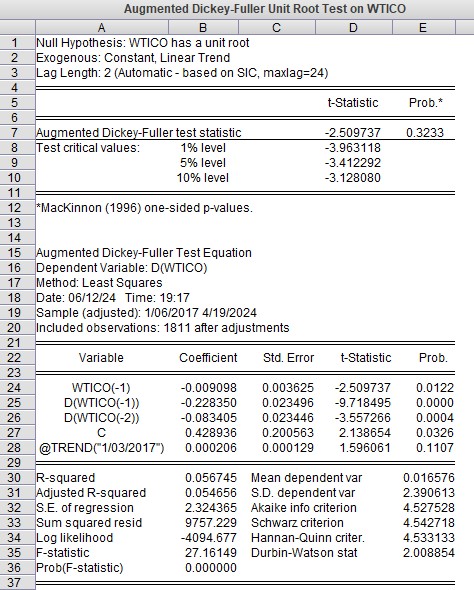 Augmented Dickey-Fuller Unit Root Test on WTICO
A B C D E
1 Null Hypothesis: WTICO has a unit root
2 Exogenous: Constant, Linear Trend
3 Lag Length: 2 (Automatic - based on SIC, maxlag=24)
4
5 t-Statistic Prob.*
6
7 Augmented Dickey-Fuller test statistic -2.509737 0.3233
8 Test critical values: 1% level -3.963118
9 5% level -3.412292
10 10% level -3.128080
11
12 *MacKinnon (1996) one-sided p-values.
13
14
15 Augmented Dickey-Fuller Test Equation
16 Dependent Variable: D(WTICO)
17 Method: Least Squares
18 Date: 06/12/24 Time: 19:17
19 Sample (adjusted): 1/06/2017 4/19/2024
20 Included observations: 1811 after adjustments
21
22 Variable Coefficient Std. Error t-Statistic Prob.
23
24 WTICO(-1) -0.009098 0.003625 -2.509737 0.0122
25 D(WTICO(-1)) -0.228350 0.023496 -9.718495 0.0000
26 D(WTICO(-2)) -0.083405 0.023446 -3.557266 0.0004
27 C 0.428936 0.200563 2.138654 0.0326
28 @TREND("1/03/2017") 0.000206 0.000129 1.596061 0.1107
29
30 R-squared 0.056745 Mean dependent var 0.016576
31 Adjusted R-squared 0.054656 S.D. dependent var 2.390613
32 S.E. of regression 2.324365 Akaike info criterion 4.527528
33 Sum squared resid 9757.229 Schwarz criterion 4.542718
34 Log likelihood -4094.677 Hannan-Quinn criter. 4.533133
35 F-statistic 27.16149 Durbin-Watson stat 2.008854
36 Prob(F-statistic) 0.000000
37